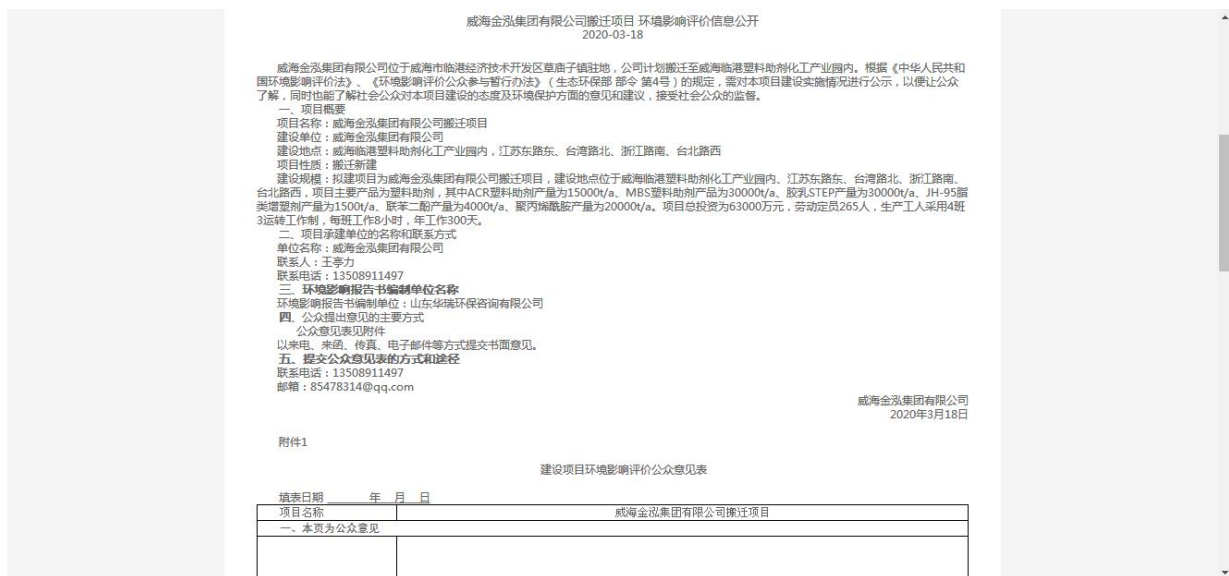 威海金泓集团有限公司搬迁项目 环境影响评价信息公开
2020-03-18
威海金泓集团有限公司位于威海市临港经济技术开发区草庙子镇驻地，公司计划搬迁至威海临港塑料助剂化工产业园内。根据《中华人民共和
国环境影响评价法》、《环境影响评价公众参与暂行办法》（生态环保部 部令 第4号）的规定，需对本项目建设实施情况进行公示，以便让公众
了解，同时也能了解社会公众对本项目建设的态度及环境保护方面的意见和建议，接受社会公众的监督。
一、项目概要
项目名称：威海金泓集团有限公司搬迁项目
建设单位：威海金泓集团有限公司
建设地点：威海临港塑料助剂化工产业园内，江苏东路东、台湾路北、浙江路南、台北路西
项目性质：搬迁新建
建设规模：拟建项目为威海金泓集团有限公司搬迁项目，建设地点位于威海临港塑料助剂化工产业园内、江苏东路东、台湾路北、浙江路南、
台北路西，项目主要产品为塑料助剂，其中ACR塑料助剂产量为15000t/a、MBS塑料助剂产品为30000t/a、胶乳STEP产量为30000t/a、JH-95脂
类增塑剂产量为1500t/a、联苯二酚产量为4000t/a、聚丙烯酰胺产量为20000t/a。项目总投资为63000万元，劳动定员265人，生产工人采用4班
3运转工作制，每班工作8小时，年工作300天。
二、项目承建单位的名称和联系方式
单位名称：威海金泓集团有限公司
联系人：王亭力
联系电话：13508911497
三、环境影响报告书编制单位名称
环境影响报告书编制单位：山东华瑞环保咨询有限公司
四、公众提出意见的主要方式
公众意见表见附件
以来电、来函、传真、电子邮件等方式提交书面意见。
五、提交公众意见表的方式和途径
联系电话：13508911497
邮箱：85478314@qq.com
威海金泓集团有限公司
2020年3月18日
附件1
建设项目环境影响评价公众意见表
填表日期 ______ 年 月 日
项目名称 威海金泓集团有限公司搬迁项目
一、本页为公众意见